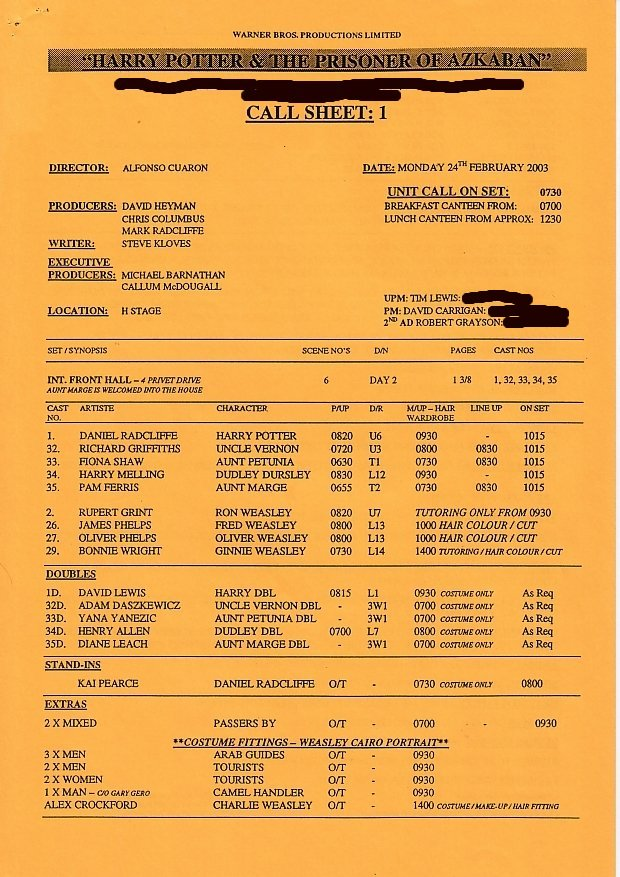 WARNER BROS. PRODUCTIONS LIMITED
"HARRY POTTER & THE PRISONER OF AZKABAN"
CALL SHEET: 1
DIRECTOR: ALFONSO CUARON DATE: MONDAY 24TH FEBRUARY 2003
UNIT CALL ON SET: 0730
PRODUCERS: DAVID HEYMAN BREAKFAST CANTEEN FROM: 0700
CHRIS COLUMBUS LUNCH CANTEEN FROM APPROX: 1230
MARK RADCLIFFE
WRITER: STEVE KLOVES
EXECUTIVE
PRODUCERS: MICHAEL BARNATHAN
CALLUM McDOUGALL
UPM: TIM LEWIS:
LOCATION: H STAGE PM: DAVID CARRIGAN:
2ND AD ROBERT GRAYSON:
SET / SYNOPSIS SCENE NO'S D/N PAGES CAST NOS
INT. FRONT HALL – 4 PRIVET DRIVE 6 DAY 2 1 3/8 1, 32, 33, 34, 35
AUNT MARGE IS WELCOMED INTO THE HOUSE
CAST ARTISTE CHARACTER P/UP D/R M/UP – HAIR LINE UP ON SET
NO. WARDROBE
1. DANIEL RADCLIFFE HARRY POTTER 0820 U6 0930 - 1015
32. RICHARD GRIFFITHS UNCLE VERNON 0720 U3 0800 0830 1015
33. FIONA SHAW AUNT PETUNIA 0630 T1 0730 0830 1015
34. HARRY MELLING DUDLEY DURSLEY 0830 L12 0930 - 1015
35. PAM FERRIS AUNT MARGE 0655 T2 0730 0830 1015
2. RUPERT GRINT RON WEASLEY 0820 U7 TUTORING ONLY FROM 0930
26. JAMES PHELPS FRED WEASLEY 0800 L13 1000 HAIR COLOUR / CUT
27. OLIVER PHELPS OLIVER WEASLEY 0800 L13 1000 HAIR COLOUR / CUT
29. BONNIE WRIGHT GINNIE WEASLEY 0730 L14 1400 TUTORING / HAIR COLOUR / CUT
DOUBLES
1D. DAVID LEWIS HARRY DBL 0815 L1 0930 COSTUME ONLY As Req
32D. ADAM DASZKEWICZ UNCLE VERNON DBL - 3W1 0700 COSTUME ONLY As Req
33D. YANA YANEZIC AUNT PETUNIA DBL - 3W1 0700 COSTUME ONLY As Req
34D. HENRY ALLEN DUDLEY DBL 0700 L7 0800 COSTUME ONLY As Req
35D. DIANE LEACH AUNT MARGE DBL - 3W1 0700 COSTUME ONLY As Req
STAND-INS
KAI PEARCE DANIEL RADCLIFFE O/T - 0730 COSTUME ONLY 0800
EXTRAS
2 X MIXED PASSERS BY O/T - 0700 - 0930
**COSTUME FITTINGS – WEASLEY CAIRO PORTRAIT**
3 X MEN ARAB GUIDES O/T - 0930
2 X MEN TOURISTS O/T - 0930
2 X WOMEN TOURISTS O/T - 0930
1 X MAN – C/O GARY GERO CAMEL HANDLER O/T - 0930
ALEX CROCKFORD CHARLIE WEASLEY O/T - 1400 COSTUME / MAKE-UP / HAIR FITTING